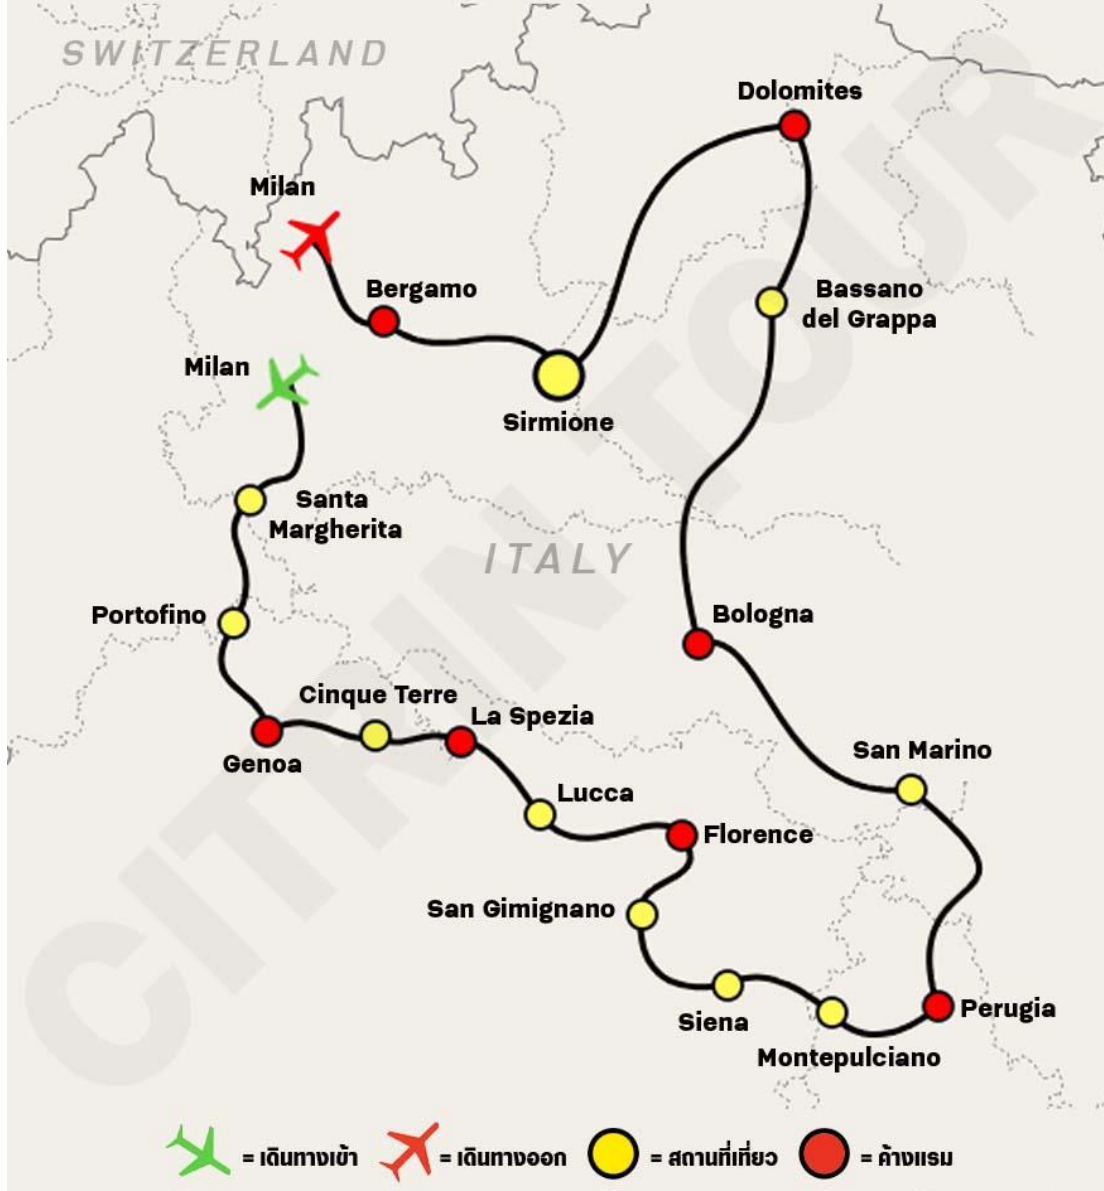 SWITZERLAND
Dolomites
Milan
Bergamo
Bassano
del Grappa
Milan
Sirmione
Santa
Margherita
ITALY
Portofino
Bologna
Cinque Terre
La Spezia
Genoa
San Marino
Lucca
Florence
San Gimignano
Siena
Perugia
Montepulciano
CITRIN TOUR
= เดินทางเข้า = เดินทางออก = สถานที่เที่ยว = ค้างแรม